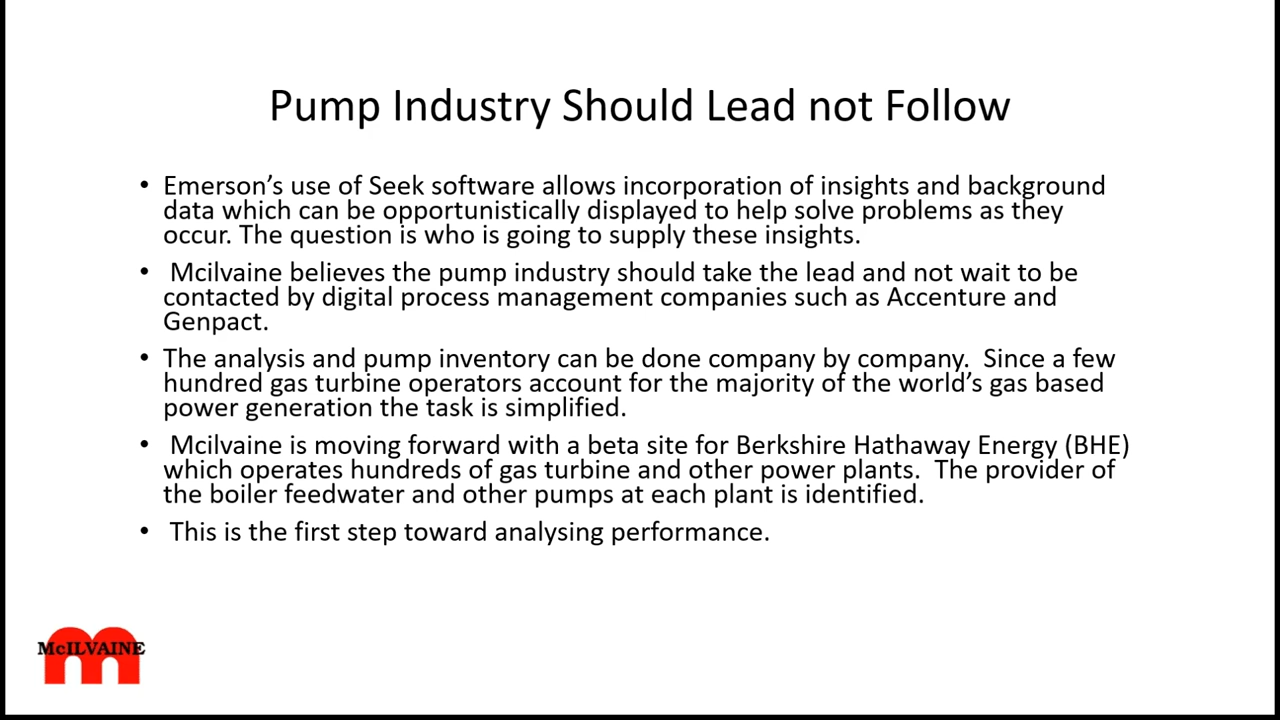 Pump Industry Should Lead not Follow
• Emerson’s use of Seek software allows incorporation of insights and background
data which can be opportunistically displayed to help solve problems as they
occur. The question is who is going to supply these insights.
• Mcilvaine believes the pump industry should take the lead and not wait to be
contacted by digital process management companies such as Accenture and
Genpact.
• The analysis and pump inventory can be done company by company.  Since a few
hundred gas turbine operators account for the majority of the world’s gas based
power generation the task is simplified.
• Mcilvaine is moving forward with a beta site for Berkshire Hathaway Energy (BHE)
which operates hundreds of gas turbine and other power plants.  The provider of
the boiler feedwater and other pumps at each plant is identified.
• This is the first step toward analysing performance.
McILVAINE